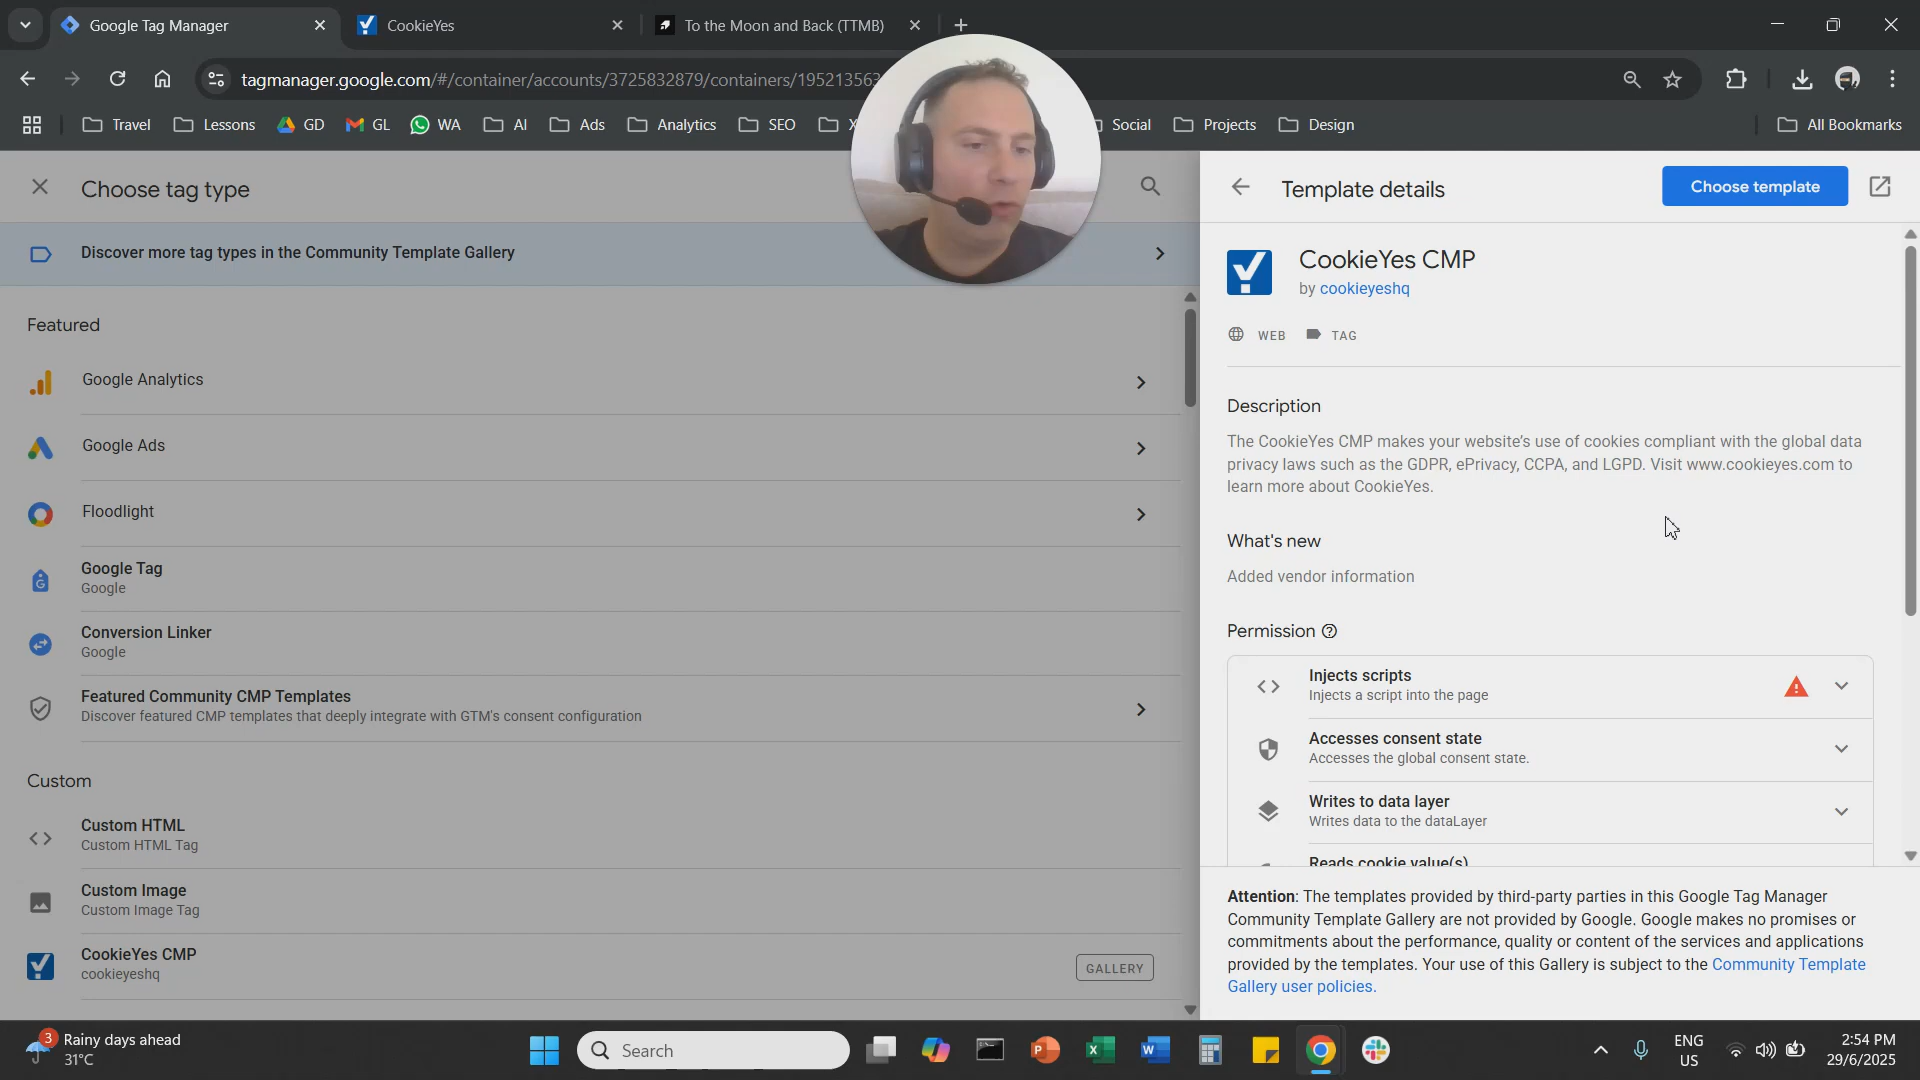 Google Tag Manager
CookieYes
To the Moon and Back (TTMB)
tagmanager.google.com/#/container/accounts/3725832879/containers/195213563
Travel
Lessons
GD
GL
WA
AI
Ads
Analytics
SEO
Social
Projects
Design
All Bookmarks
Choose tag type
Discover more tag types in the Community Template Gallery
Featured
Google Analytics
Google Ads
Floodlight
Google Tag
Google
Conversion Linker
Google
Featured Community CMP Templates
Discover featured CMP templates that deeply integrate with GTM's consent configuration
Custom
Custom HTML
Custom HTML Tag
Custom Image
Custom Image Tag
CookieYes CMP
cookieyeshq
GALLERY
Template details
Choose template
CookieYes CMP
by cookieyeshq
WEB
TAG
Description
The CookieYes CMP makes your website’s use of cookies compliant with the global data
privacy laws such as the GDPR, ePrivacy, CCPA, and LGPD. Visit www.cookieyes.com to
learn more about CookieYes.
What's new
Added vendor information
Permission
Injects scripts
Injects a script into the page
Accesses consent state
Accesses the global consent state.
Writes to data layer
Writes data to the dataLayer
Reads cookie value(s)
Attention: The templates provided by third-party parties in this Google Tag Manager
Community Template Gallery are not provided by Google. Google makes no promises or
commitments about the performance, quality or content of the services and applications
provided by the templates. Your use of this Gallery is subject to the Community Template
Gallery user policies.
3
Rainy days ahead
31°C
Search
ENG
US
2:54 PM
29/6/2025